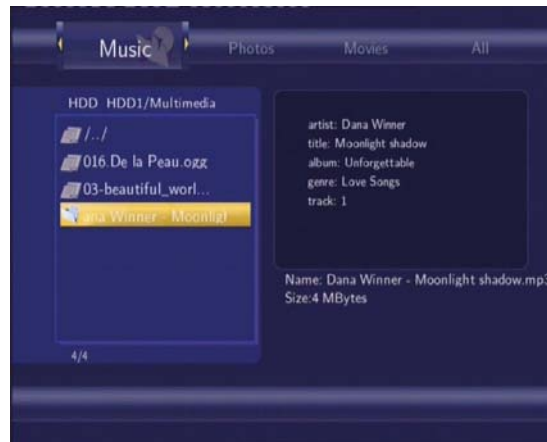 Music Photos Movies All
HDD HDD1/Multimedia
/../
016.De la Peau.ogg
03-beautiful_worl...
ana Winner - Moonligl
4/4
artist: Dana Winner
title: Moonlight shadow
album: Unforgettable
genre: Love Songs
track: 1
Name: Dana Winner - Moonlight shadow.mp3
Size:4 MBytes